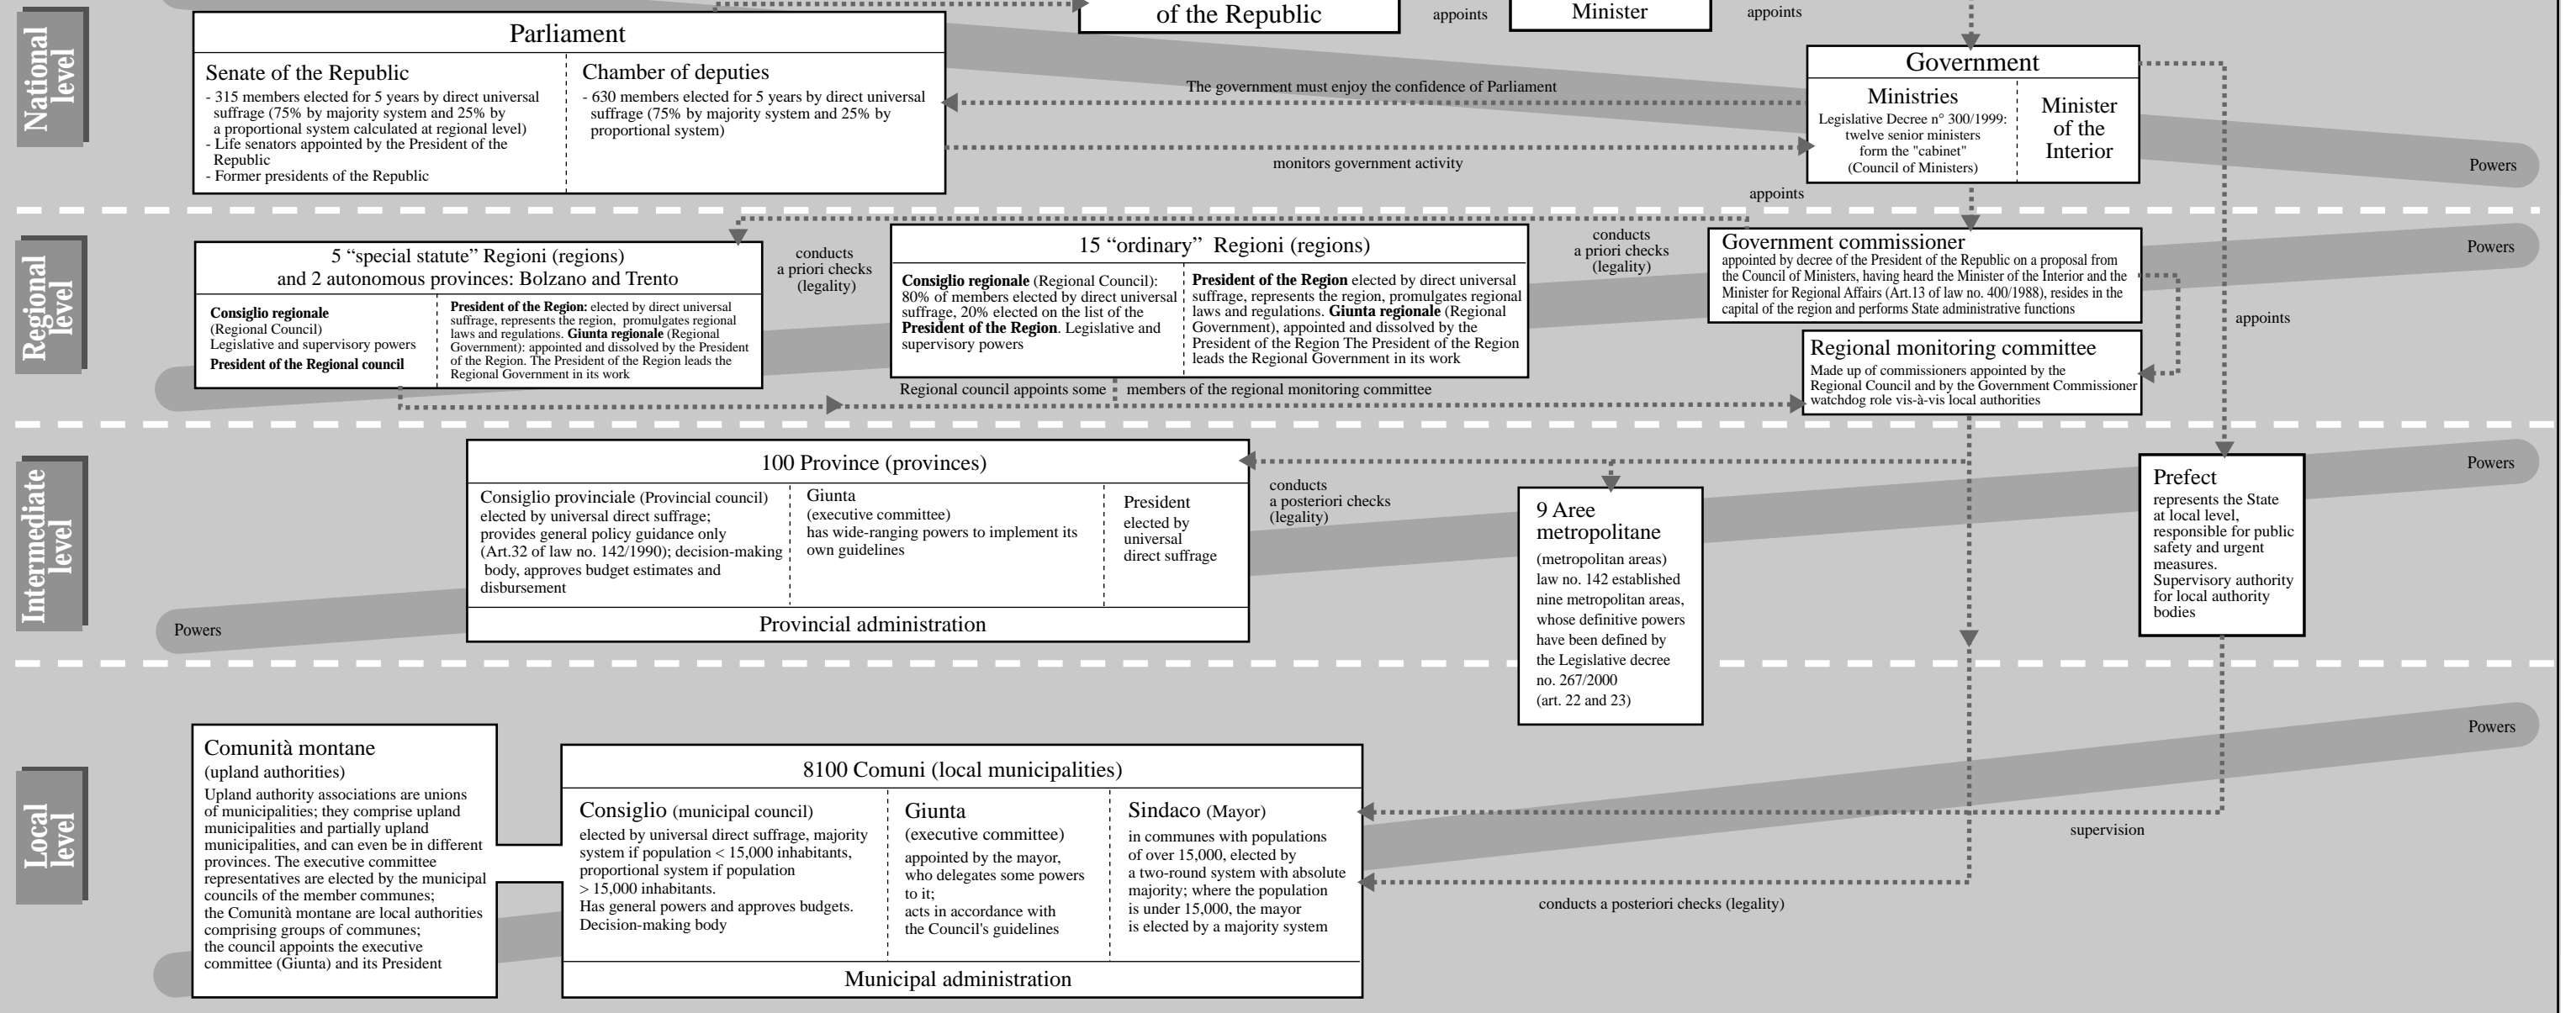 National
level
of the Republic
appoints
Minister
appoints
Parliament
Senate of the Republic
- 315 members elected for 5 years by direct universal
suffrage (75% by majority system and 25% by
a proportional system calculated at regional level)
- Life senators appointed by the President of the
Republic
- Former presidents of the Republic
Chamber of deputies
- 630 members elected for 5 years by direct universal
suffrage (75% by majority system and 25% by
proportional system)
The government must enjoy the confidence of Parliament
monitors government activity
Government
Ministries
Legislative Decree n° 300/1999:
twelve senior ministers
form the "cabinet"
(Council of Ministers)
Minister
of the
Interior
Powers
appoints
Regional
level
5 “special statute” Regioni (regions)
and 2 autonomous provinces: Bolzano and Trento
Consiglio regionale
(Regional Council)
Legislative and supervisory powers
President of the Regional council
President of the Region: elected by direct universal
suffrage, represents the region, promulgates regional
laws and regulations. Giunta regionale (Regional
Government): appointed and dissolved by the President
of the Region. The President of the Region leads the
Regional Government in its work
conducts
a priori checks
(legality)
15 “ordinary” Regioni (regions)
Consiglio regionale (Regional Council):
80% of members elected by direct universal
suffrage, 20% elected on the list of the
President of the Region. Legislative and
supervisory powers
President of the Region elected by direct universal
suffrage, represents the region, promulgates regional
laws and regulations. Giunta regionale (Regional
Government), appointed and dissolved by the
President of the Region The President of the Region
leads the Regional Government in its work
conducts
a priori checks
(legality)
Government commissioner
appointed by decree of the President of the Republic on a proposal from
the Council of Ministers, having heard the Minister of the Interior and the
Minister for Regional Affairs (Art.13 of law no. 400/1988), resides in the
capital of the region and performs State administrative functions
Powers
appoints
Regional monitoring committee
Made up of commissioners appointed by the
Regional Council and by the Government Commissioner
watchdog role vis-à-vis local authorities
Regional council appoints some members of the regional monitoring committee
Intermediate
level
100 Province (provinces)
Consiglio provinciale (Provincial council)
elected by universal direct suffrage;
provides general policy guidance only
(Art.32 of law no. 142/1990); decision-making
body, approves budget estimates and
disbursement
Giunta
(executive committee)
has wide-ranging powers to implement its
own guidelines
President
elected by
universal
direct suffrage
Provincial administration
Powers
conducts
a posteriori checks
(legality)
9 Aree
metropolitane
(metropolitan areas)
law no. 142 established
nine metropolitan areas,
whose definitive powers
have been defined by
the Legislative decree
no. 267/2000
(art. 22 and 23)
Prefect
represents the State
at local level,
responsible for public
safety and urgent
measures.
Supervisory authority
for local authority
bodies
Powers
Local
level
Comunità montane
(upland authorities)
Upland authority associations are unions
of municipalities; they comprise upland
municipalities and partially upland
municipalities, and can even be in different
provinces. The executive committee
representatives are elected by the municipal
councils of the member communes;
the Comunità montane are local authorities
comprising groups of communes;
the council appoints the executive
committee (Giunta) and its President
8100 Comuni (local municipalities)
Consiglio (municipal council)
elected by universal direct suffrage, majority
system if population < 15,000 inhabitants,
proportional system if population
> 15,000 inhabitants.
Has general powers and approves budgets.
Decision-making body
Giunta
(executive committee)
appointed by the mayor,
who delegates some powers
to it;
acts in accordance with
the Council's guidelines
Sindaco (Mayor)
in communes with populations
of over 15,000, elected by
a two-round system with absolute
majority; where the population
is under 15,000, the mayor
is elected by a majority system
Municipal administration
Powers
supervision
conducts a posteriori checks (legality)